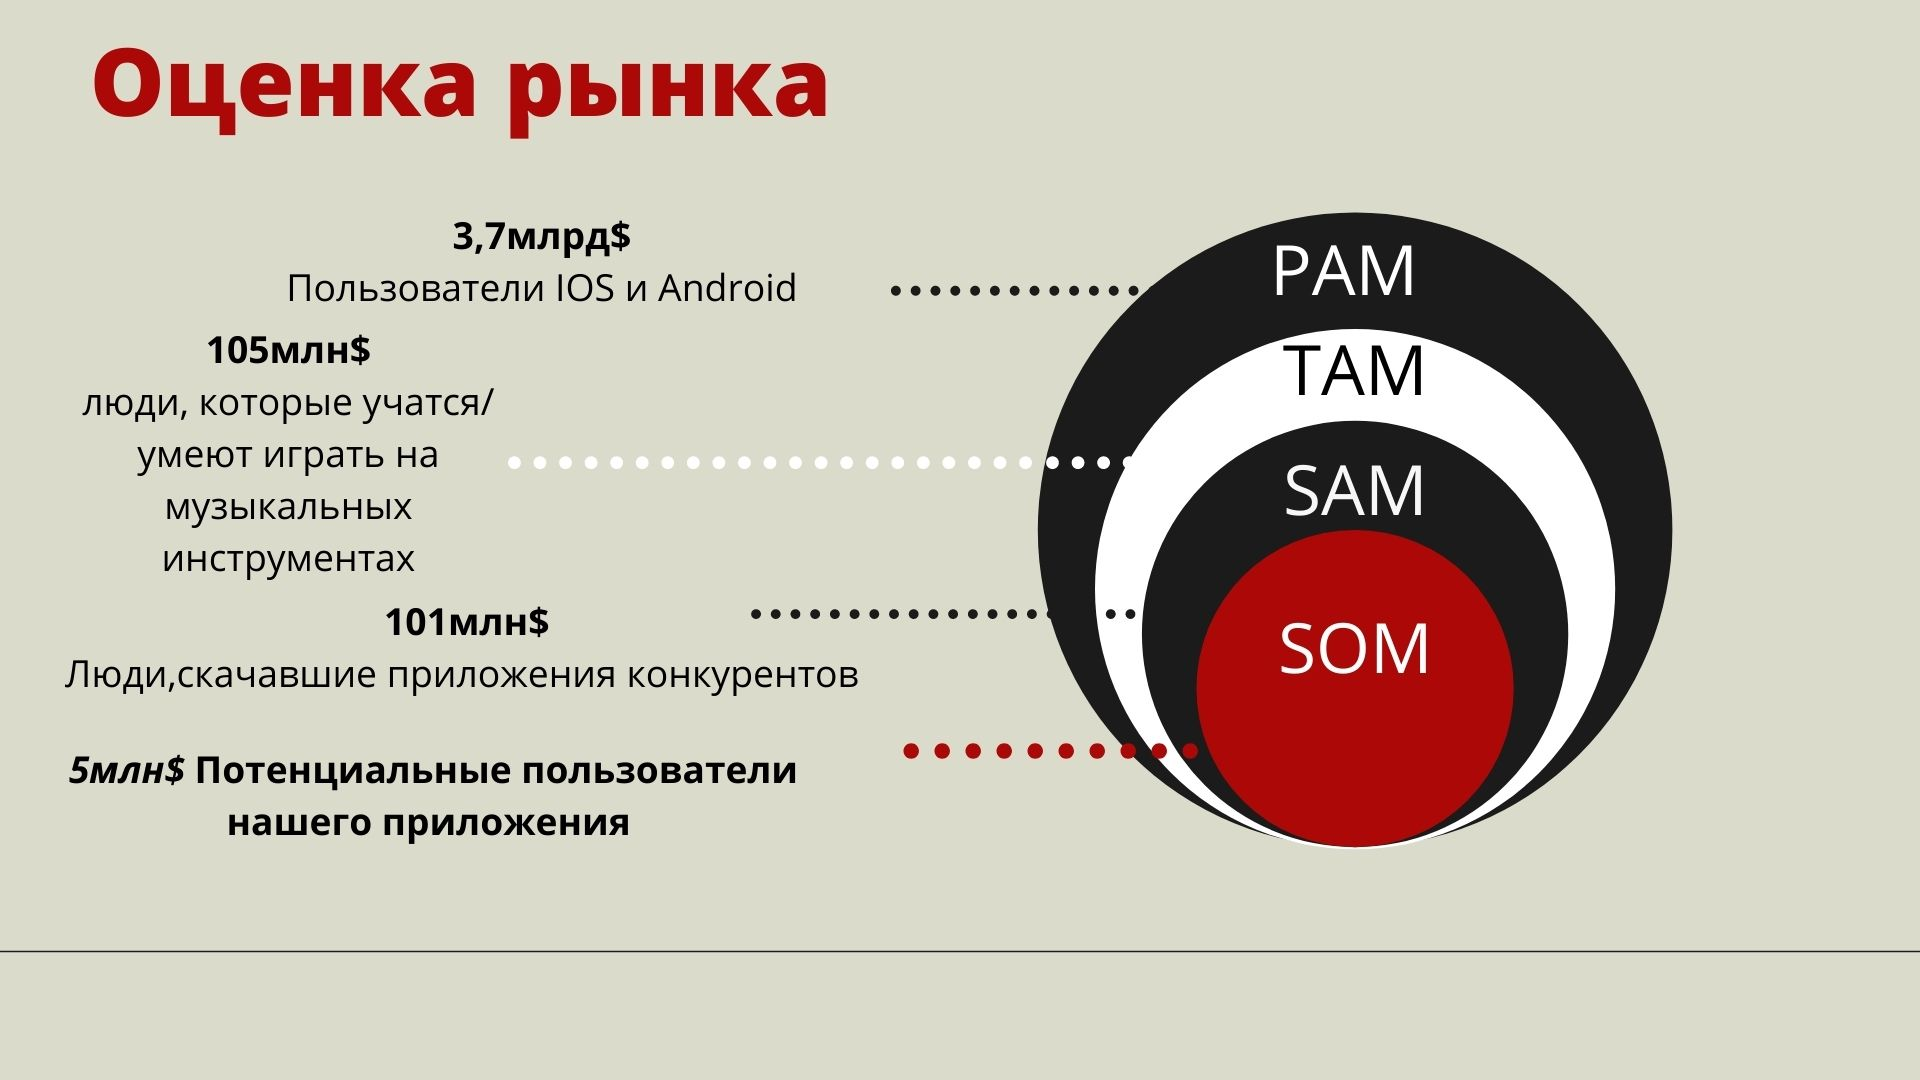 Оценка рынка
3,7млрд$
Пользователи IOS и Android
105млн$
люди, которые учатся/
умеют играть на
музыкальных
инструментах
101млн$
Люди,скачавшие приложения конкурентов
5млн$ Потенциальные пользователи
нашего приложения
PAM
TAM
SAM
SOM